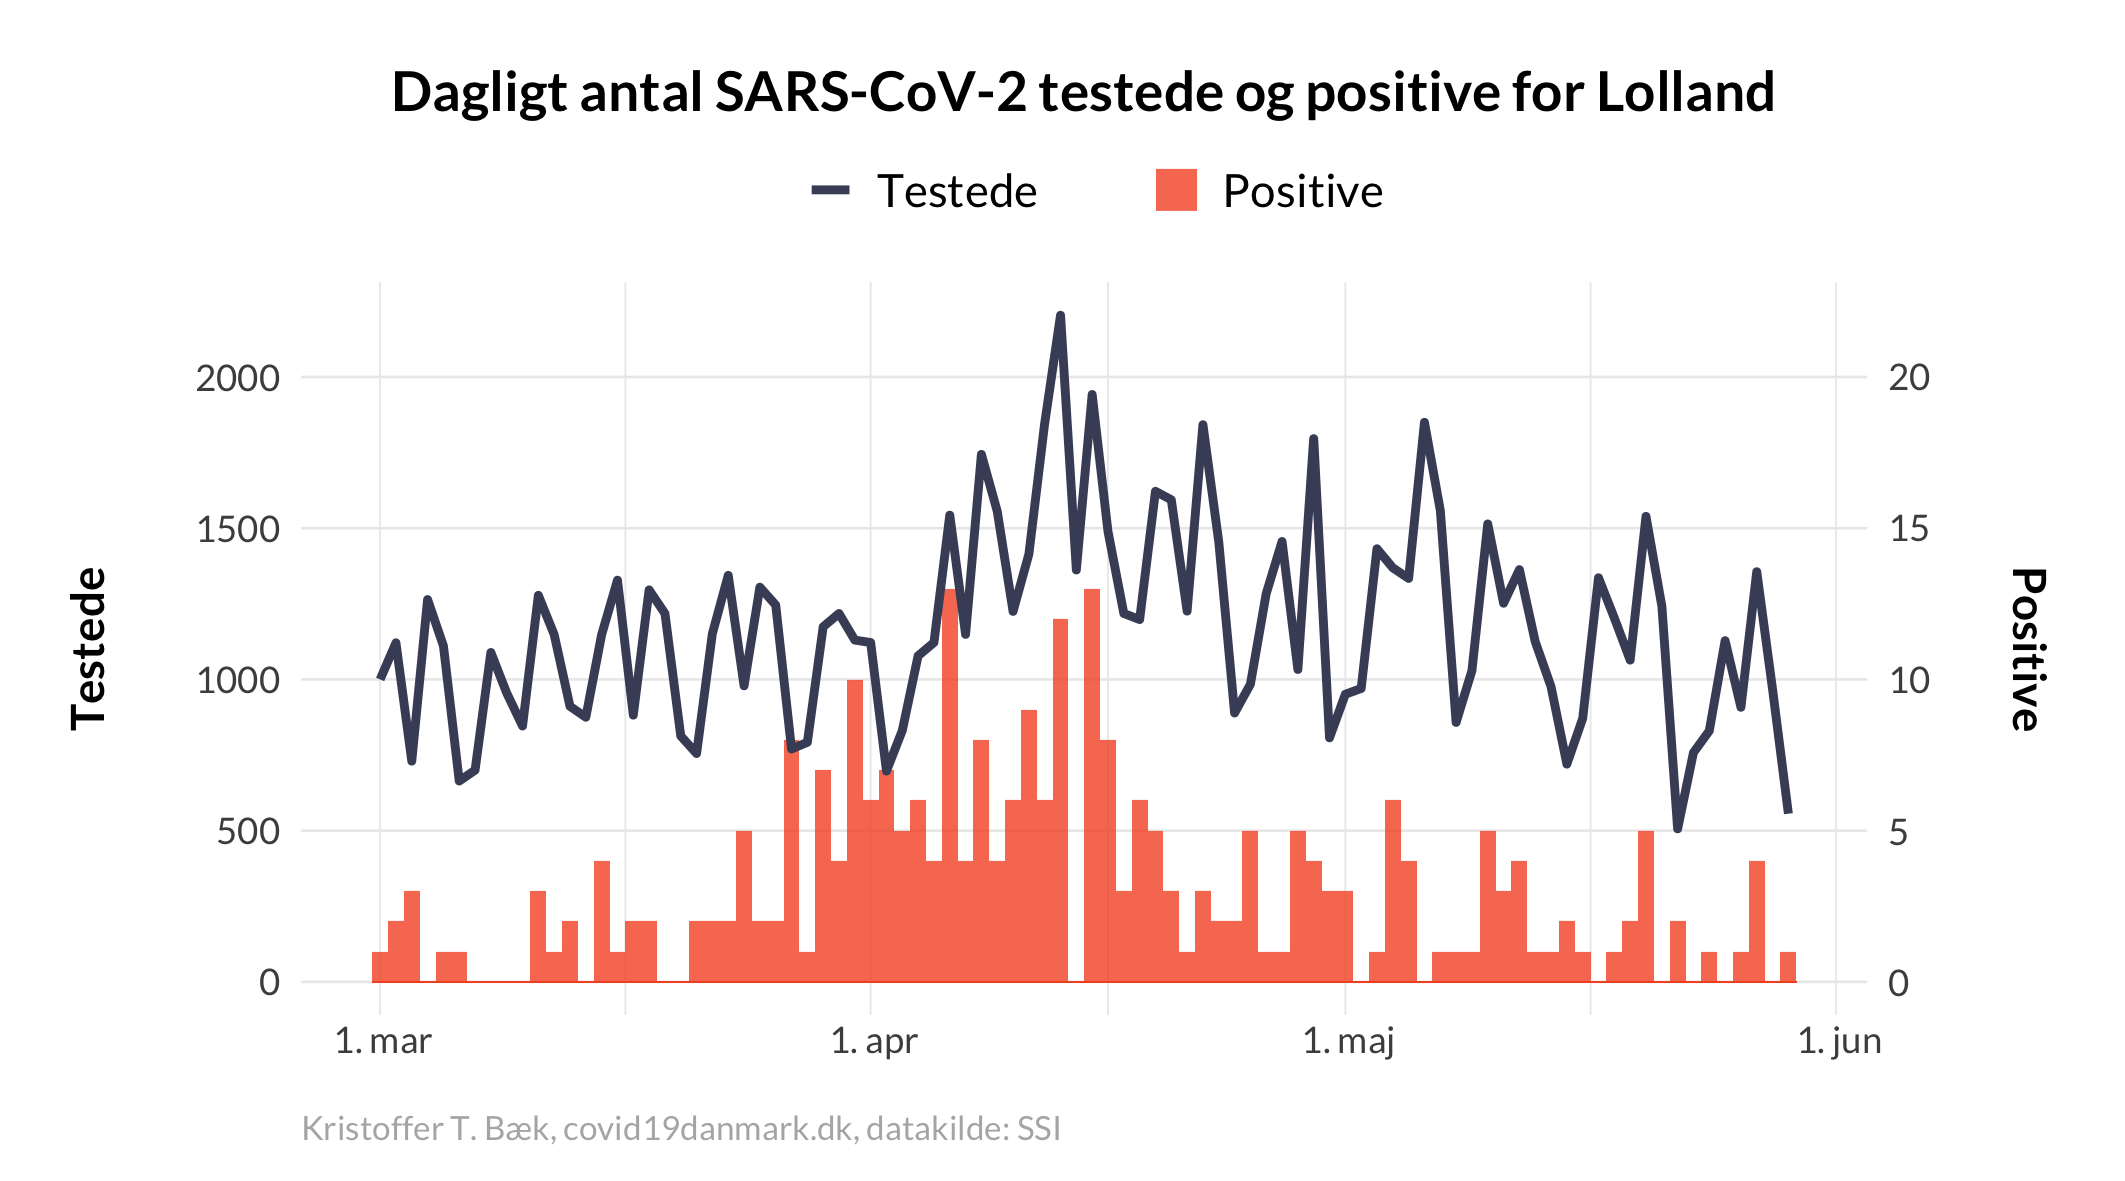 Dagligt antal SARS-CoV-2 testede og positive for Lolland
Testede
Positive
2000
1500
1000
500
0
20
15
10
5
0
Testede
Positive
1. mar
1. apr
1. maj
1. jun
Kristoffer T. Bæk, covid19danmark.dk, datakilde: SSI